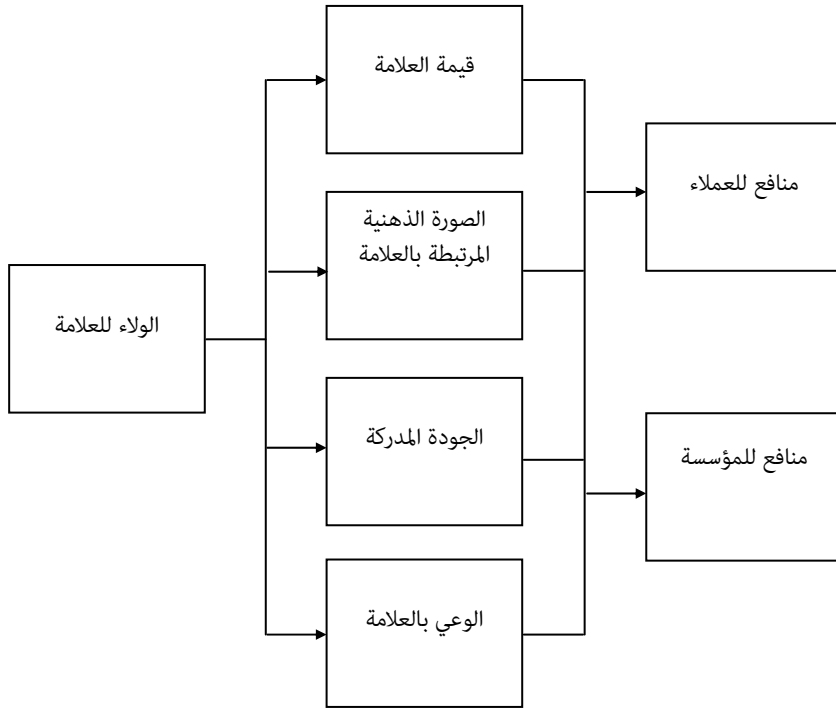 قيمة العلامة
الصورة الذهنية
المرتبطة بالعلامة
الجودة المدركة
الوعي بالعلامة
الولاء للعلامة
منافع للعملاء
منافع للمؤسسة